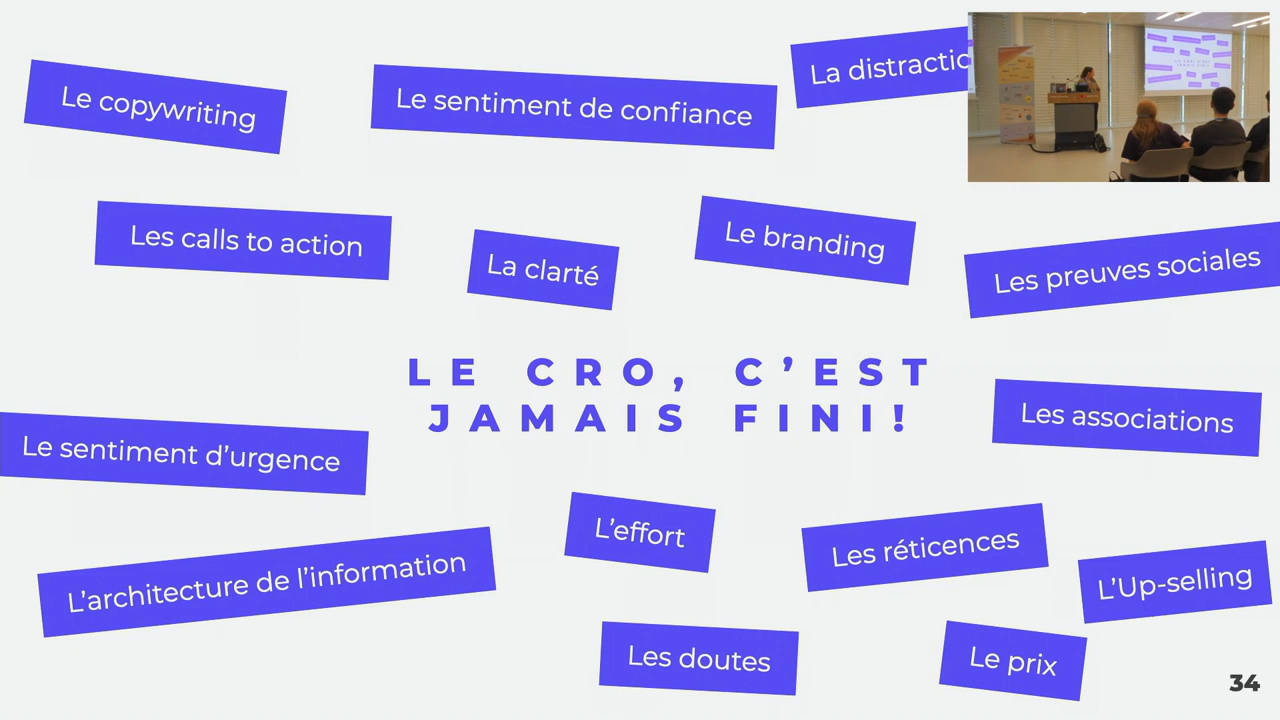 La distractio
Le copywriting
Le sentiment de confiance
Les calls to action
La clarté
Le branding
Les preuves sociales
LE CRO, C'EST
JAMAIS FINI!
Les associations
Le sentiment d'urgence
L'effort
Les réticences
L'architecture de l'information
L'Up-selling
Les doutes
Le prix
34